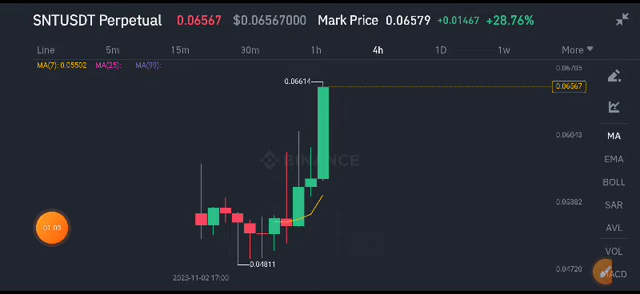 SNTUSDT Perpetual 0.06567 $0.06567000 Mark Price 0.06579 +0.01467 +28.76%
Line 5m 15m 30m 1h 4h 1D 1w More
MA(7): 0.05502 MA(25): MA(99):
0.06705
0.06614
0.06567
MA
0.06043
BINANCE
EMA
BOLL
0.05382
SAR
01:03
AVL
VOL
0.04811
0.04720
MACD
2023-11-02 17:00